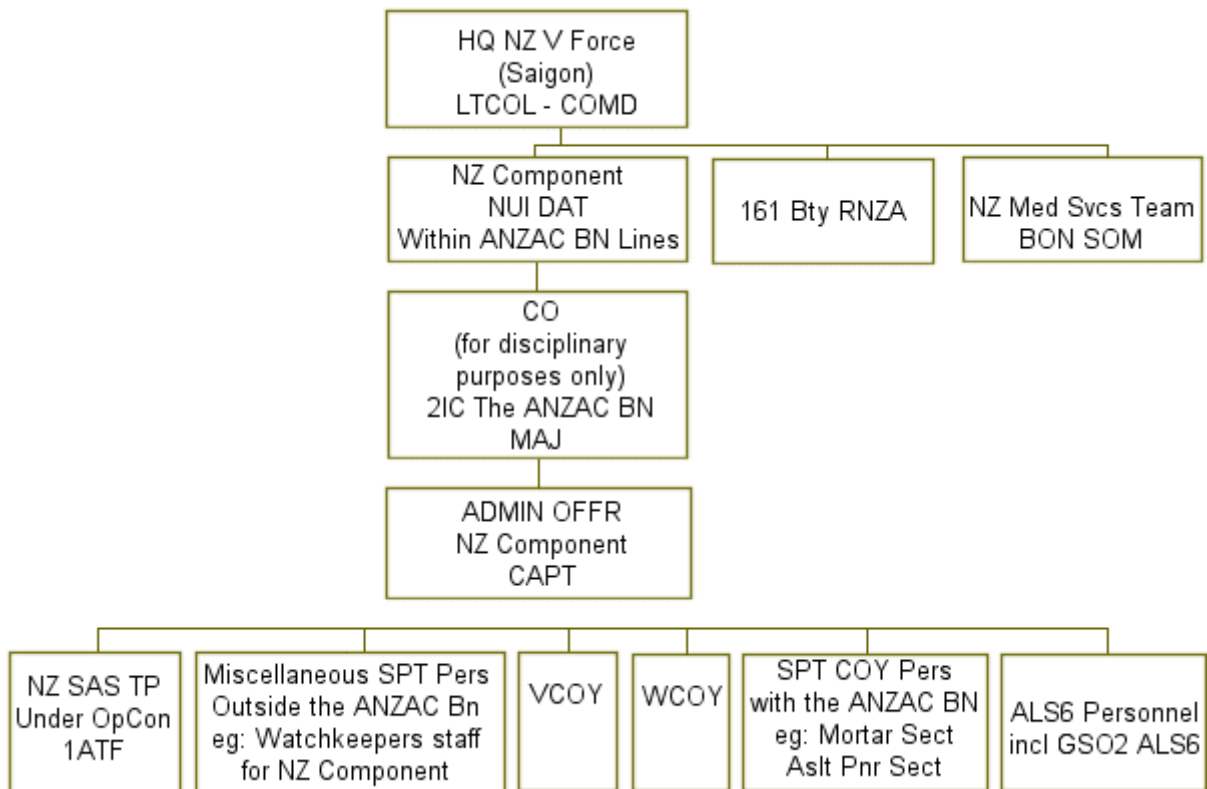 HQ NZ V Force
(Saigon)
LTCOL - COMD
NZ Component
NUI DAT
Within ANZAC BN Lines
161 Bty RNZA
NZ Med Svcs Team
BON SOM
CO
(for disciplinary
purposes only)
2IC The ANZAC BN
MAJ
ADMIN OFFR
NZ Component
CAPT
NZ SAS TP
Under OpCon
1ATF
Miscellaneous SPT Pers
Outside the ANZAC Bn
eg: Watchkeepers staff
for NZ Component
VCOY
WCOY
SPT COY Pers
with the ANZAC BN
eg: Mortar Sect
Aslt Pnr Sect
ALS6 Personnel
incl GSO2 ALS6